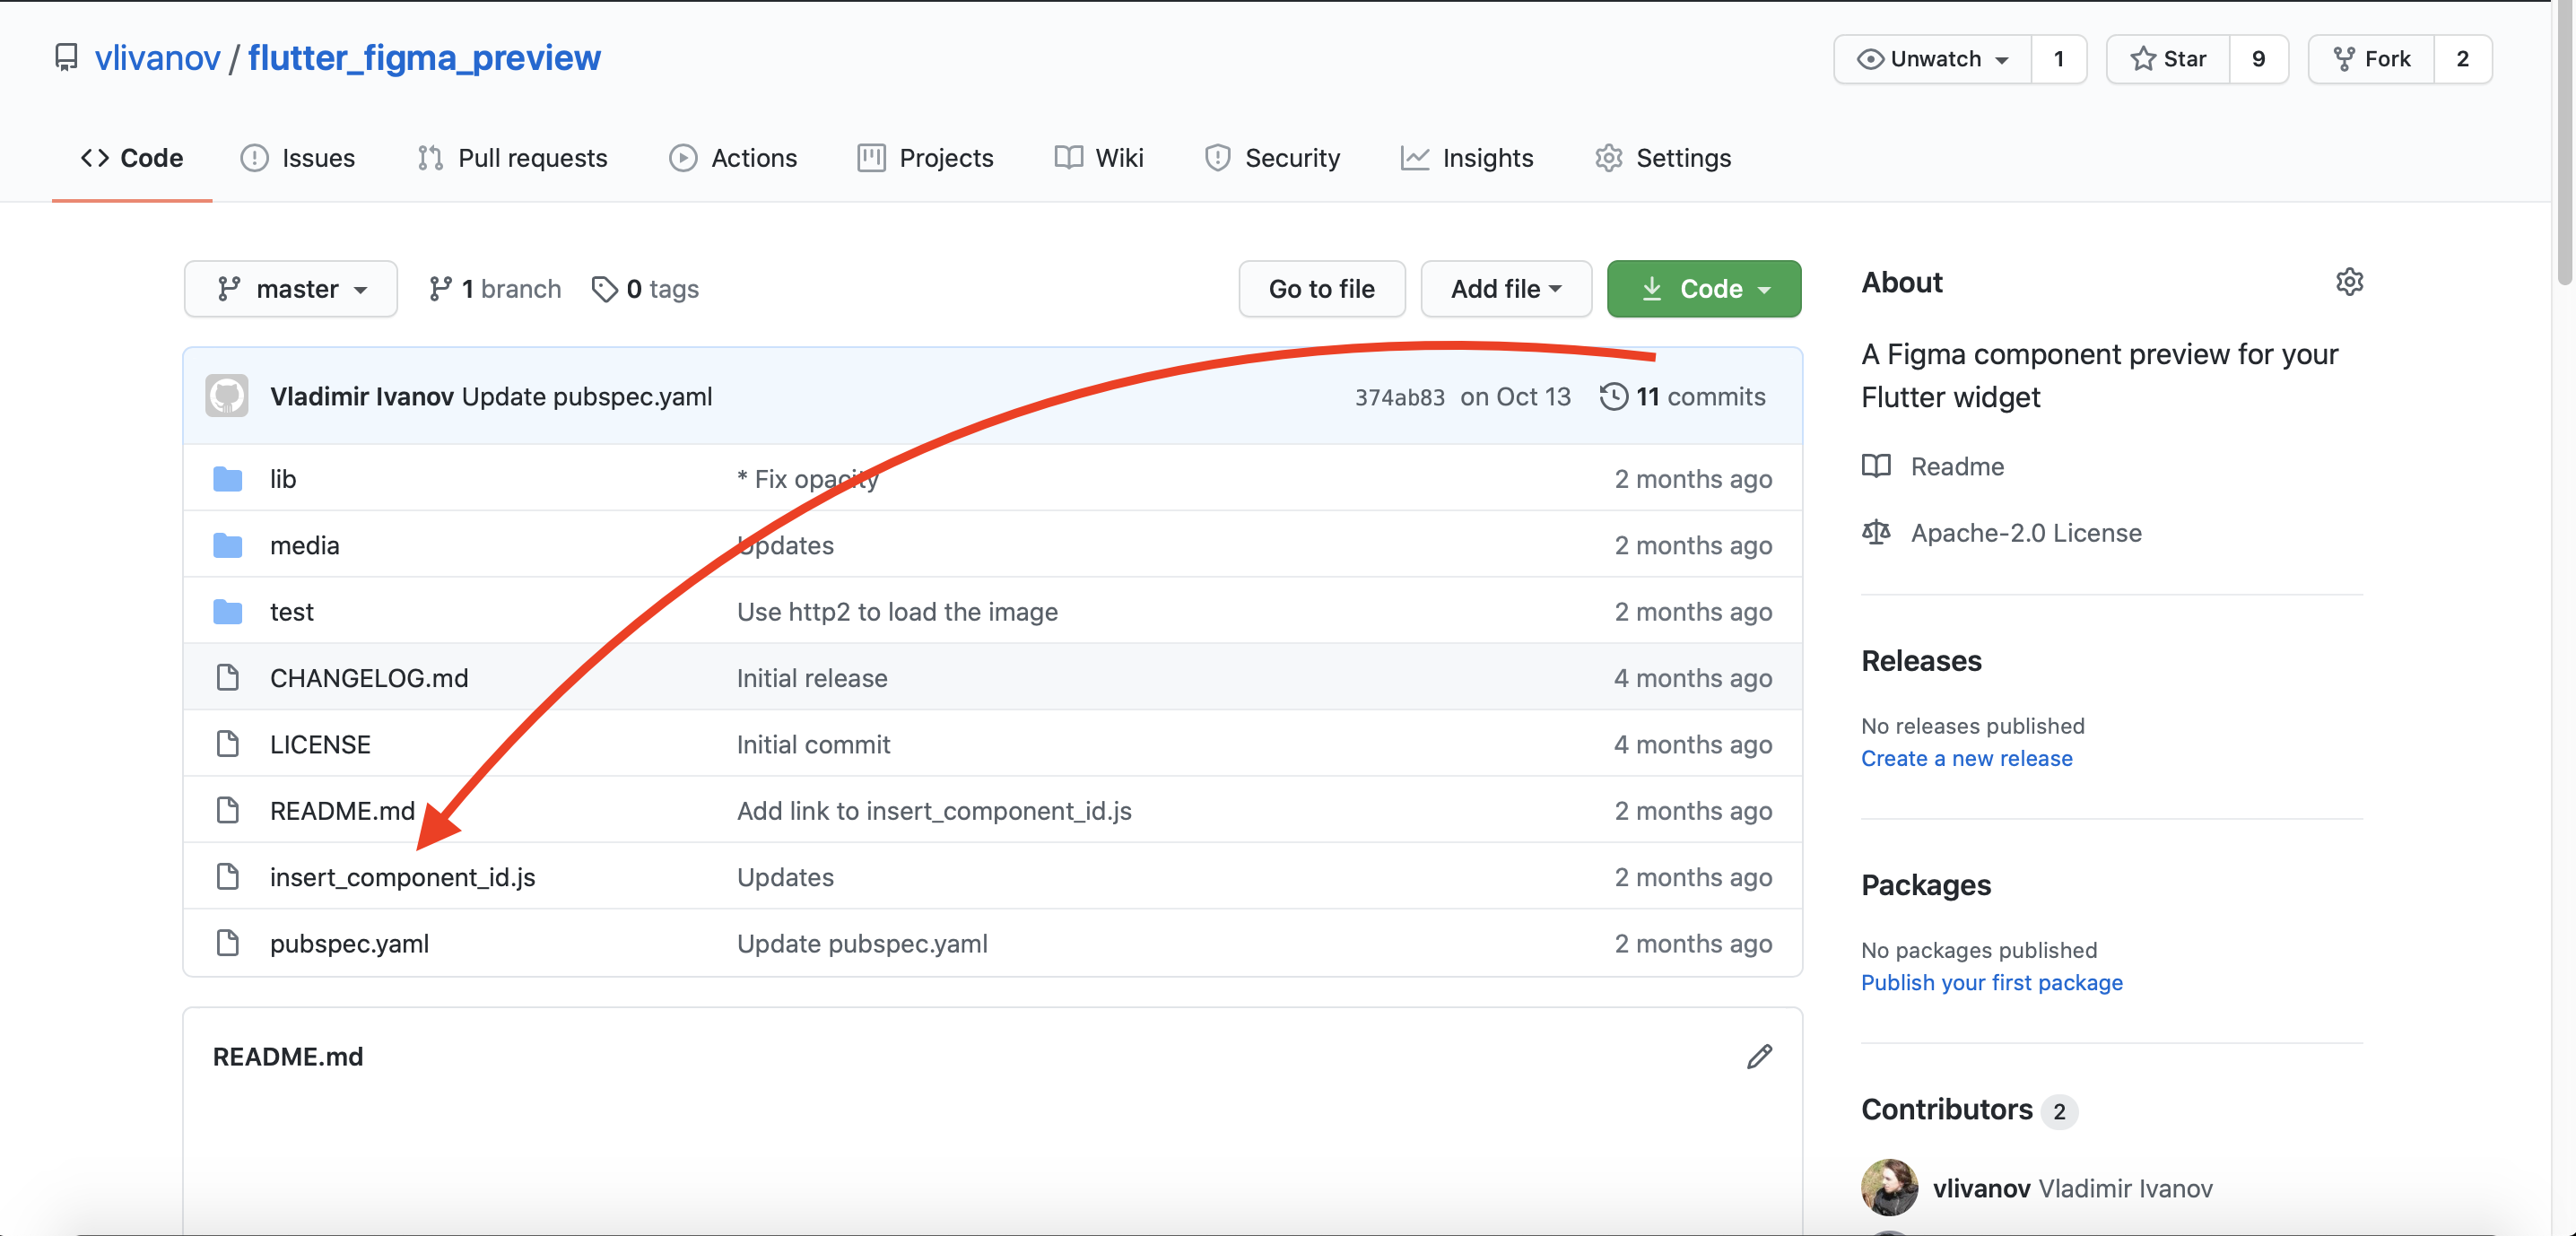 vlivanov / flutter_figma_preview
Unwatch 1 Star 9 Fork 2
Code Issues Pull requests Actions Projects Wiki Security Insights Settings
master 1 branch 0 tags Go to file Add file Code
Vladimir Ivanov Update pubspec.yaml 374ab83 on Oct 13 11 commits
lib * Fix opacity 2 months ago
media Updates 2 months ago
test Use http2 to load the image 2 months ago
CHANGELOG.md Initial release 4 months ago
LICENSE Initial commit 4 months ago
README.md Add link to insert_component_id.js 2 months ago
insert_component_id.js Updates 2 months ago
pubspec.yaml Update pubspec.yaml 2 months ago
README.md
About
A Figma component preview for your
Flutter widget
Readme
Apache-2.0 License
Releases
No releases published
Create a new release
Packages
No packages published
Publish your first package
Contributors 2
vlivanov Vladimir Ivanov